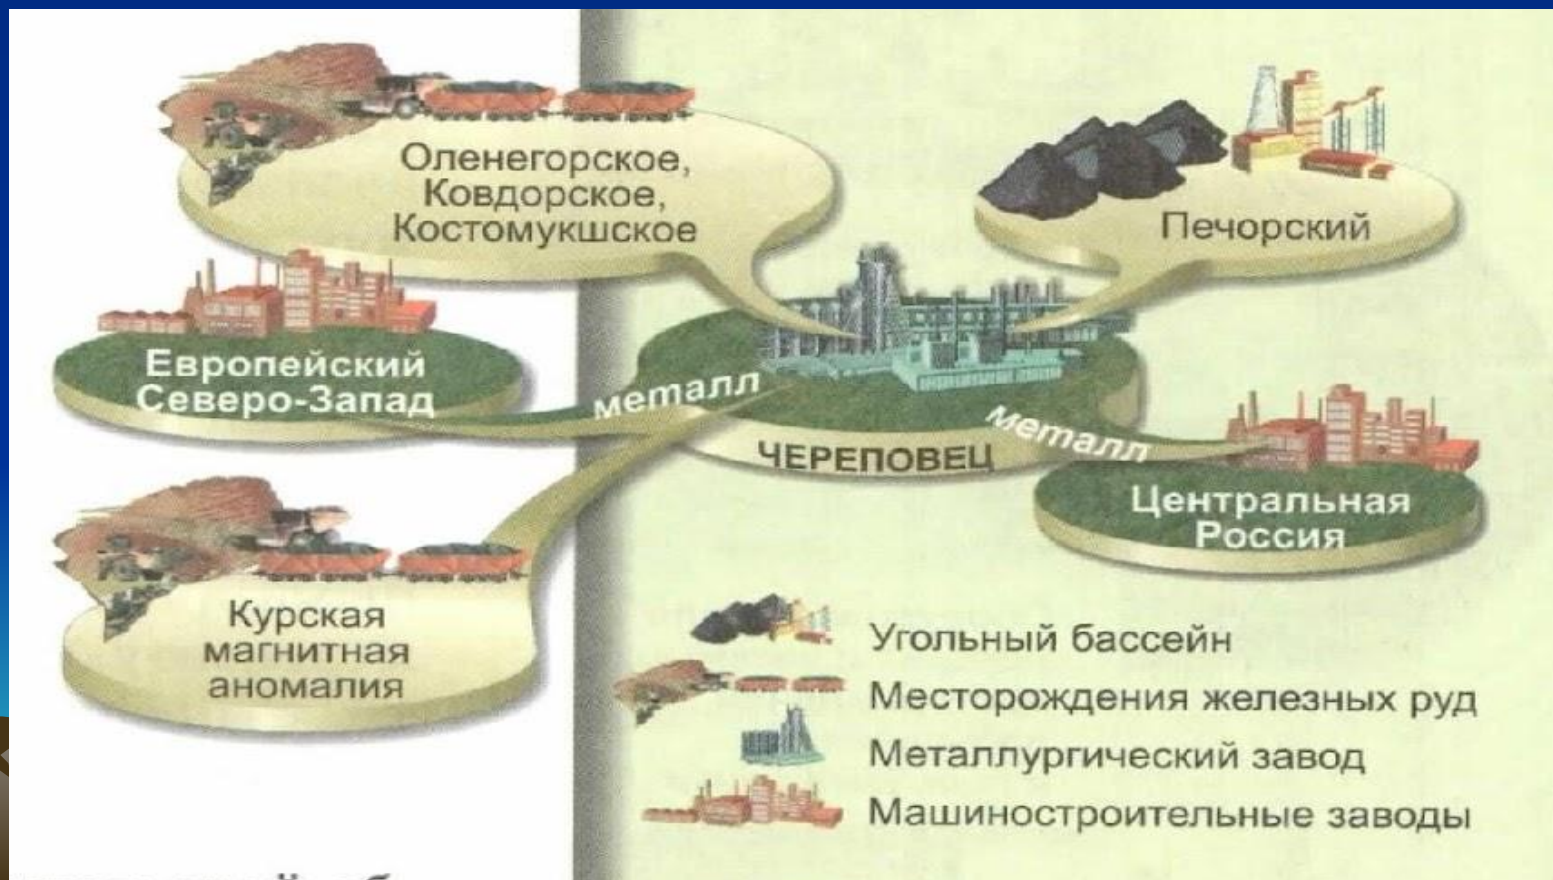 Оленегорское,
Ковдорское,
Костомукшское
Печорский
Европейский
Северо-Запад
металл
металл
ЧЕРЕПОВЕЦ
Центральная
Россия
Курская
магнитная
аномалия
Угольный бассейн
Месторождения железных руд
Металлургический завод
Машиностроительные заводы